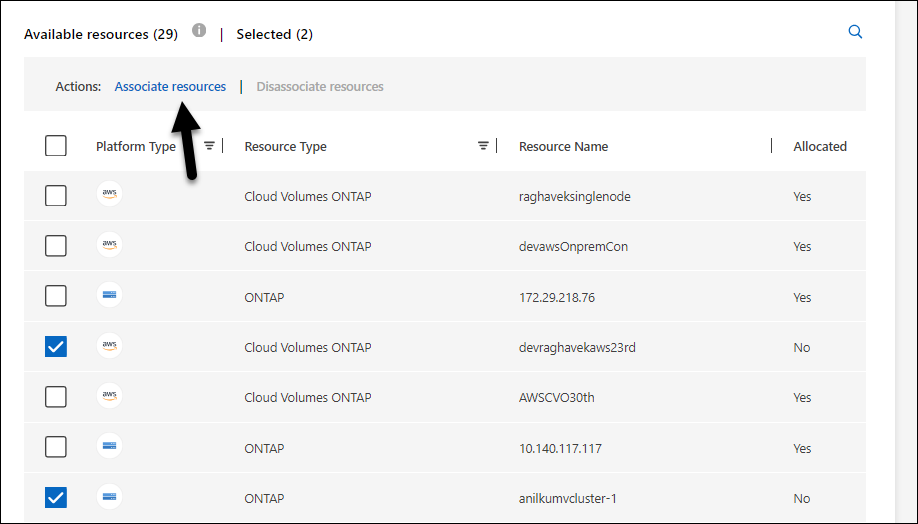 Available resources (29) i | Selected (2)
Actions: Associate resources | Disassociate resources
Platform Type Resource Type Resource Name Allocated
aws Cloud Volumes ONTAP raghaveksinglenode Yes
aws Cloud Volumes ONTAP devawsOnpremCon Yes
ONTAP 172.29.218.76 Yes
aws Cloud Volumes ONTAP devraghavekaws23rd No
aws Cloud Volumes ONTAP AWSCVO30th Yes
ONTAP 10.140.117.117 Yes
ONTAP anilkumvcluster-1 No